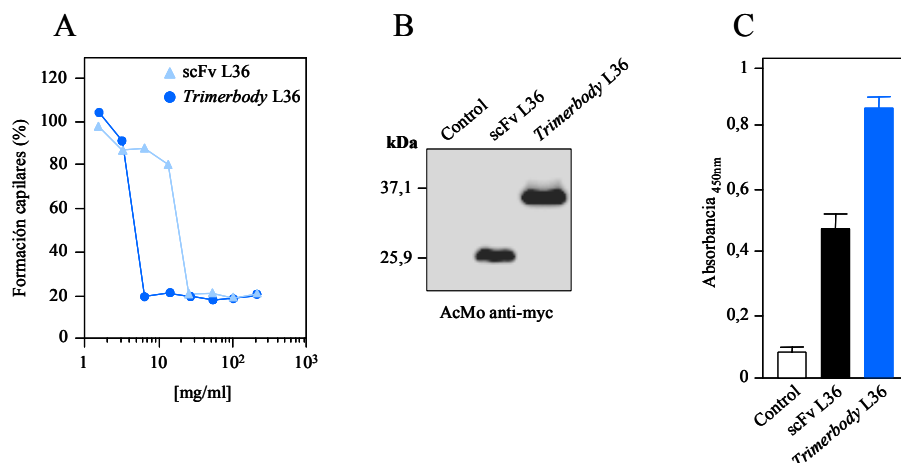 A
scFv L36
Trimerbody L36
Formación capilares (%)
120
100
80
60
40
20
0
1
10
10²
10³
[mg/ml]
B
Control
scFv L36
Trimerbody L36
kDa
37,1
25,9
AcMo anti-myc
C
Absorbancia 450nm
1
0,8
0,6
0,4
0,2
0
Control
scFv L36
Trimerbody L36